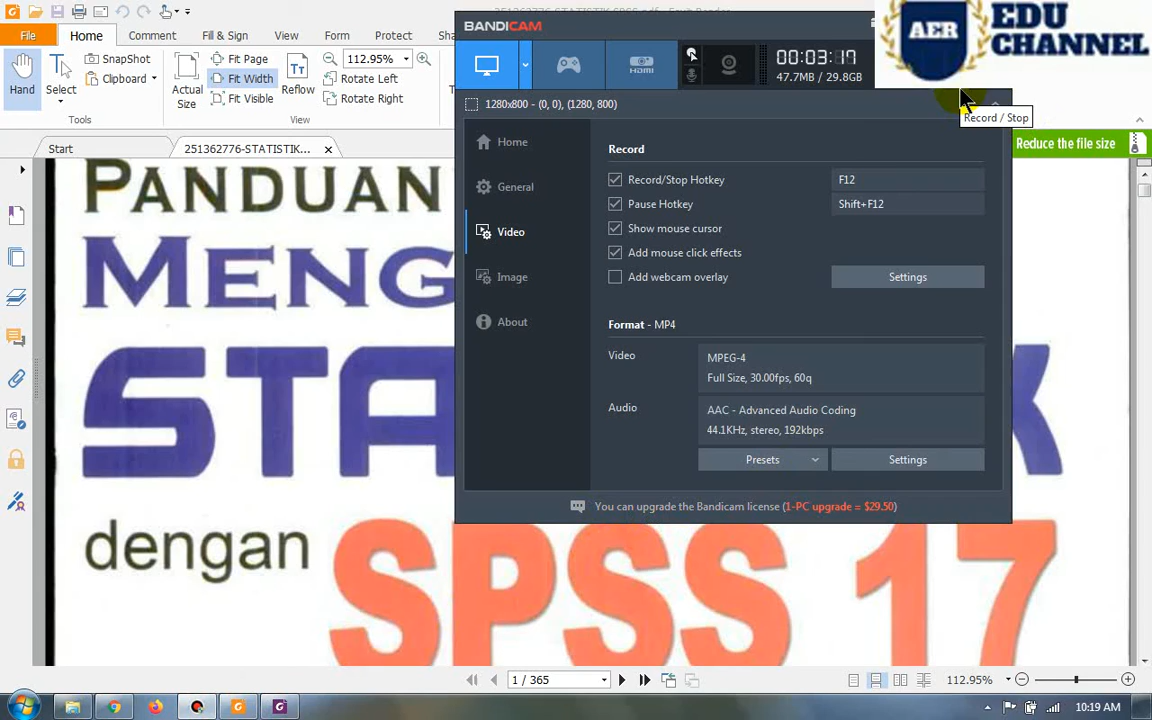 BANDICAM
AER
EDU
CHANNEL
00:03:17
47.7MB / 29.8GB
File
Home
Comment
Fill & Sign
View
Form
Protect
Hand
Select
SnapShot
Clipboard
Tools
Actual
Size
Fit Page
Fit Width
Fit Visible
Reflow
112.95%
Rotate Left
Rotate Right
View
HDMI
1280x800 - (0, 0), (1280, 800)
Record / Stop
Start
251362776-STATISTIK...
Reduce the file size
Home
General
Video
Image
About
Record
Record/Stop Hotkey
F12
Pause Hotkey
Shift+F12
Show mouse cursor
Add mouse click effects
Add webcam overlay
Settings
Format - MP4
Video
MPEG-4
Full Size, 30.00fps, 60q
Audio
AAC - Advanced Audio Coding
44.1KHz, stereo, 192kbps
Presets
Settings
You can upgrade the Bandicam license (1-PC upgrade = $29.50)
PANDUAN
MENG
STA
K
dengan
SPSS 17
1 / 365
112.95%
10:19 AM